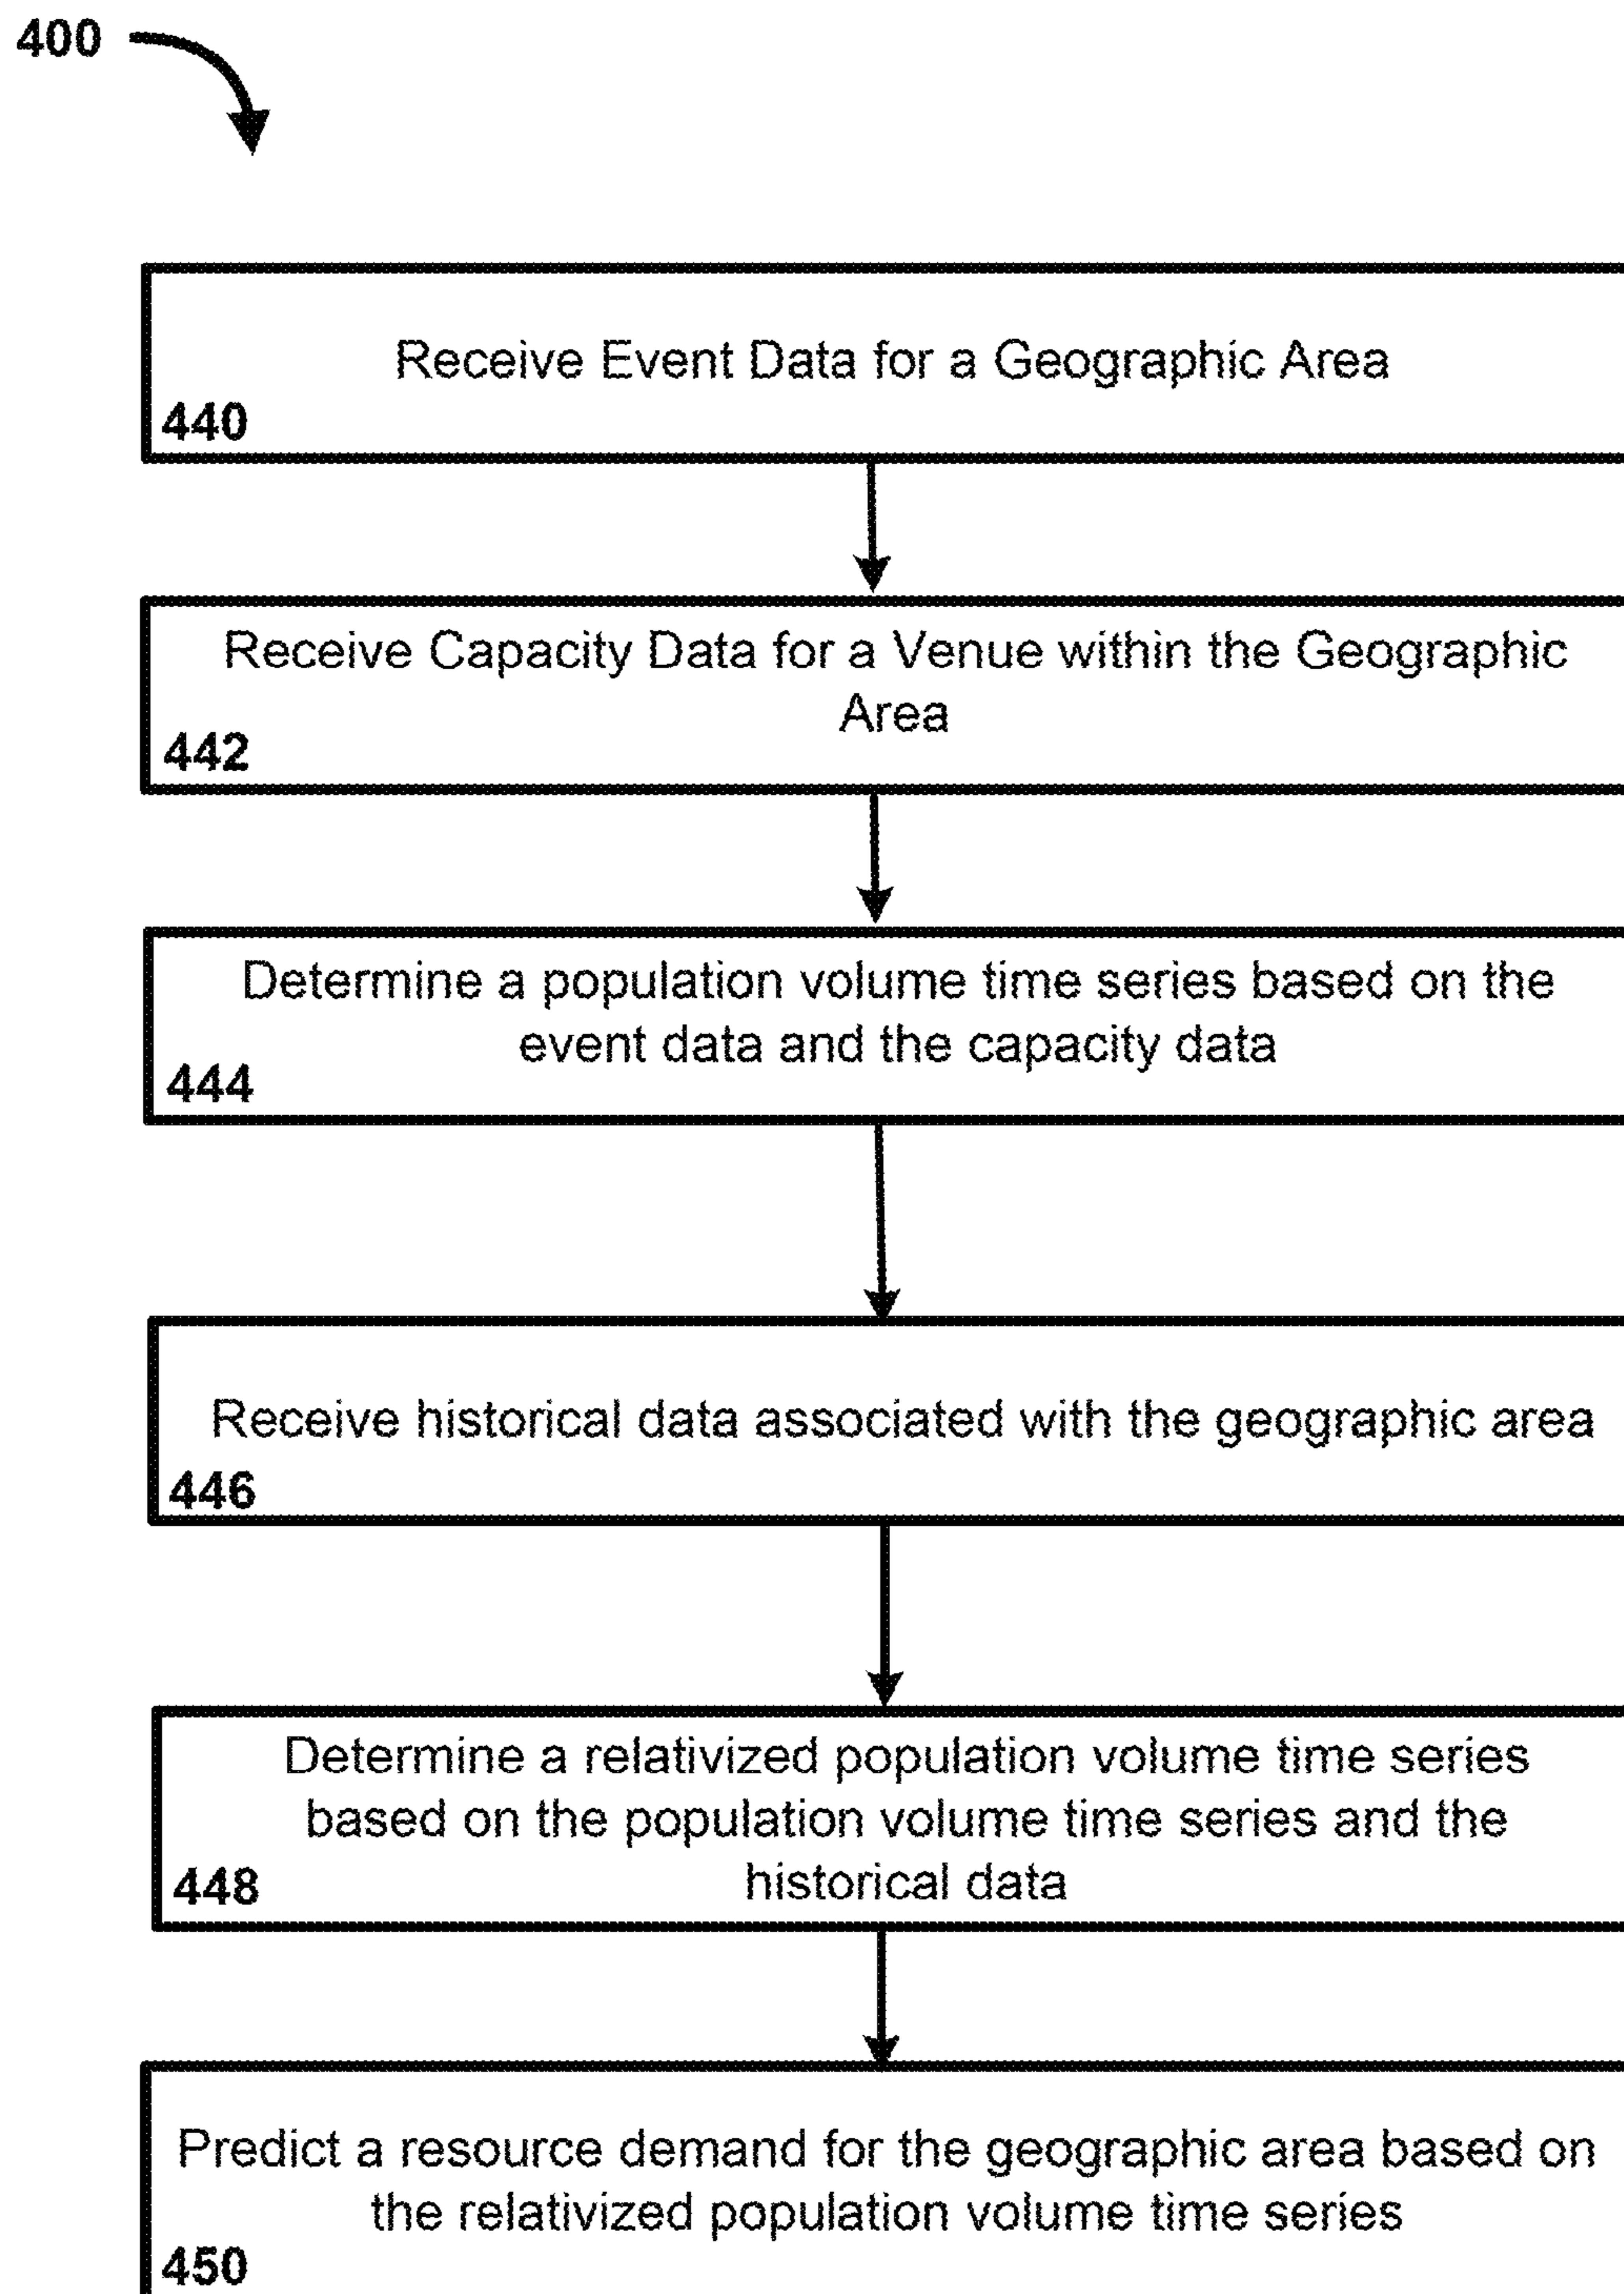 400
Receive Event Data for a Geographic Area
440
Receive Capacity Data for a Venue within the Geographic
Area
442
Determine a population volume time series based on the
event data and the capacity data
444
Receive historical data associated with the geographic area
446
Determine a relativized population volume time series
based on the population volume time series and the
historical data
448
Predict a resource demand for the geographic area based on
the relativized population volume time series
450